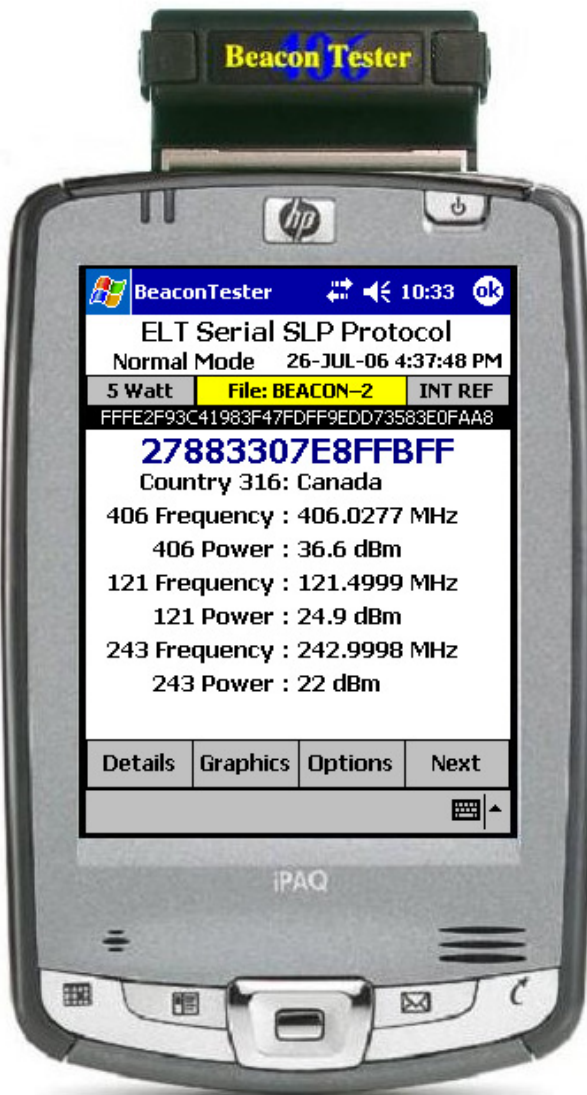 406
Beacon Tester
hp
BeaconTester 10:33 ok
ELT Serial SLP Protocol
Normal Mode 26-JUL-06 4:37:48 PM
5 Watt File: BEACON-2 INT REF
FFFE2F93C41983F47FDFF9EDD73583E0FAA8
27883307E8FFBFF
Country 316: Canada
406 Frequency : 406.0277 MHz
406 Power : 36.6 dBm
121 Frequency : 121.4999 MHz
121 Power : 24.9 dBm
243 Frequency : 242.9998 MHz
243 Power : 22 dBm
Details Graphics Options Next
iPAQ